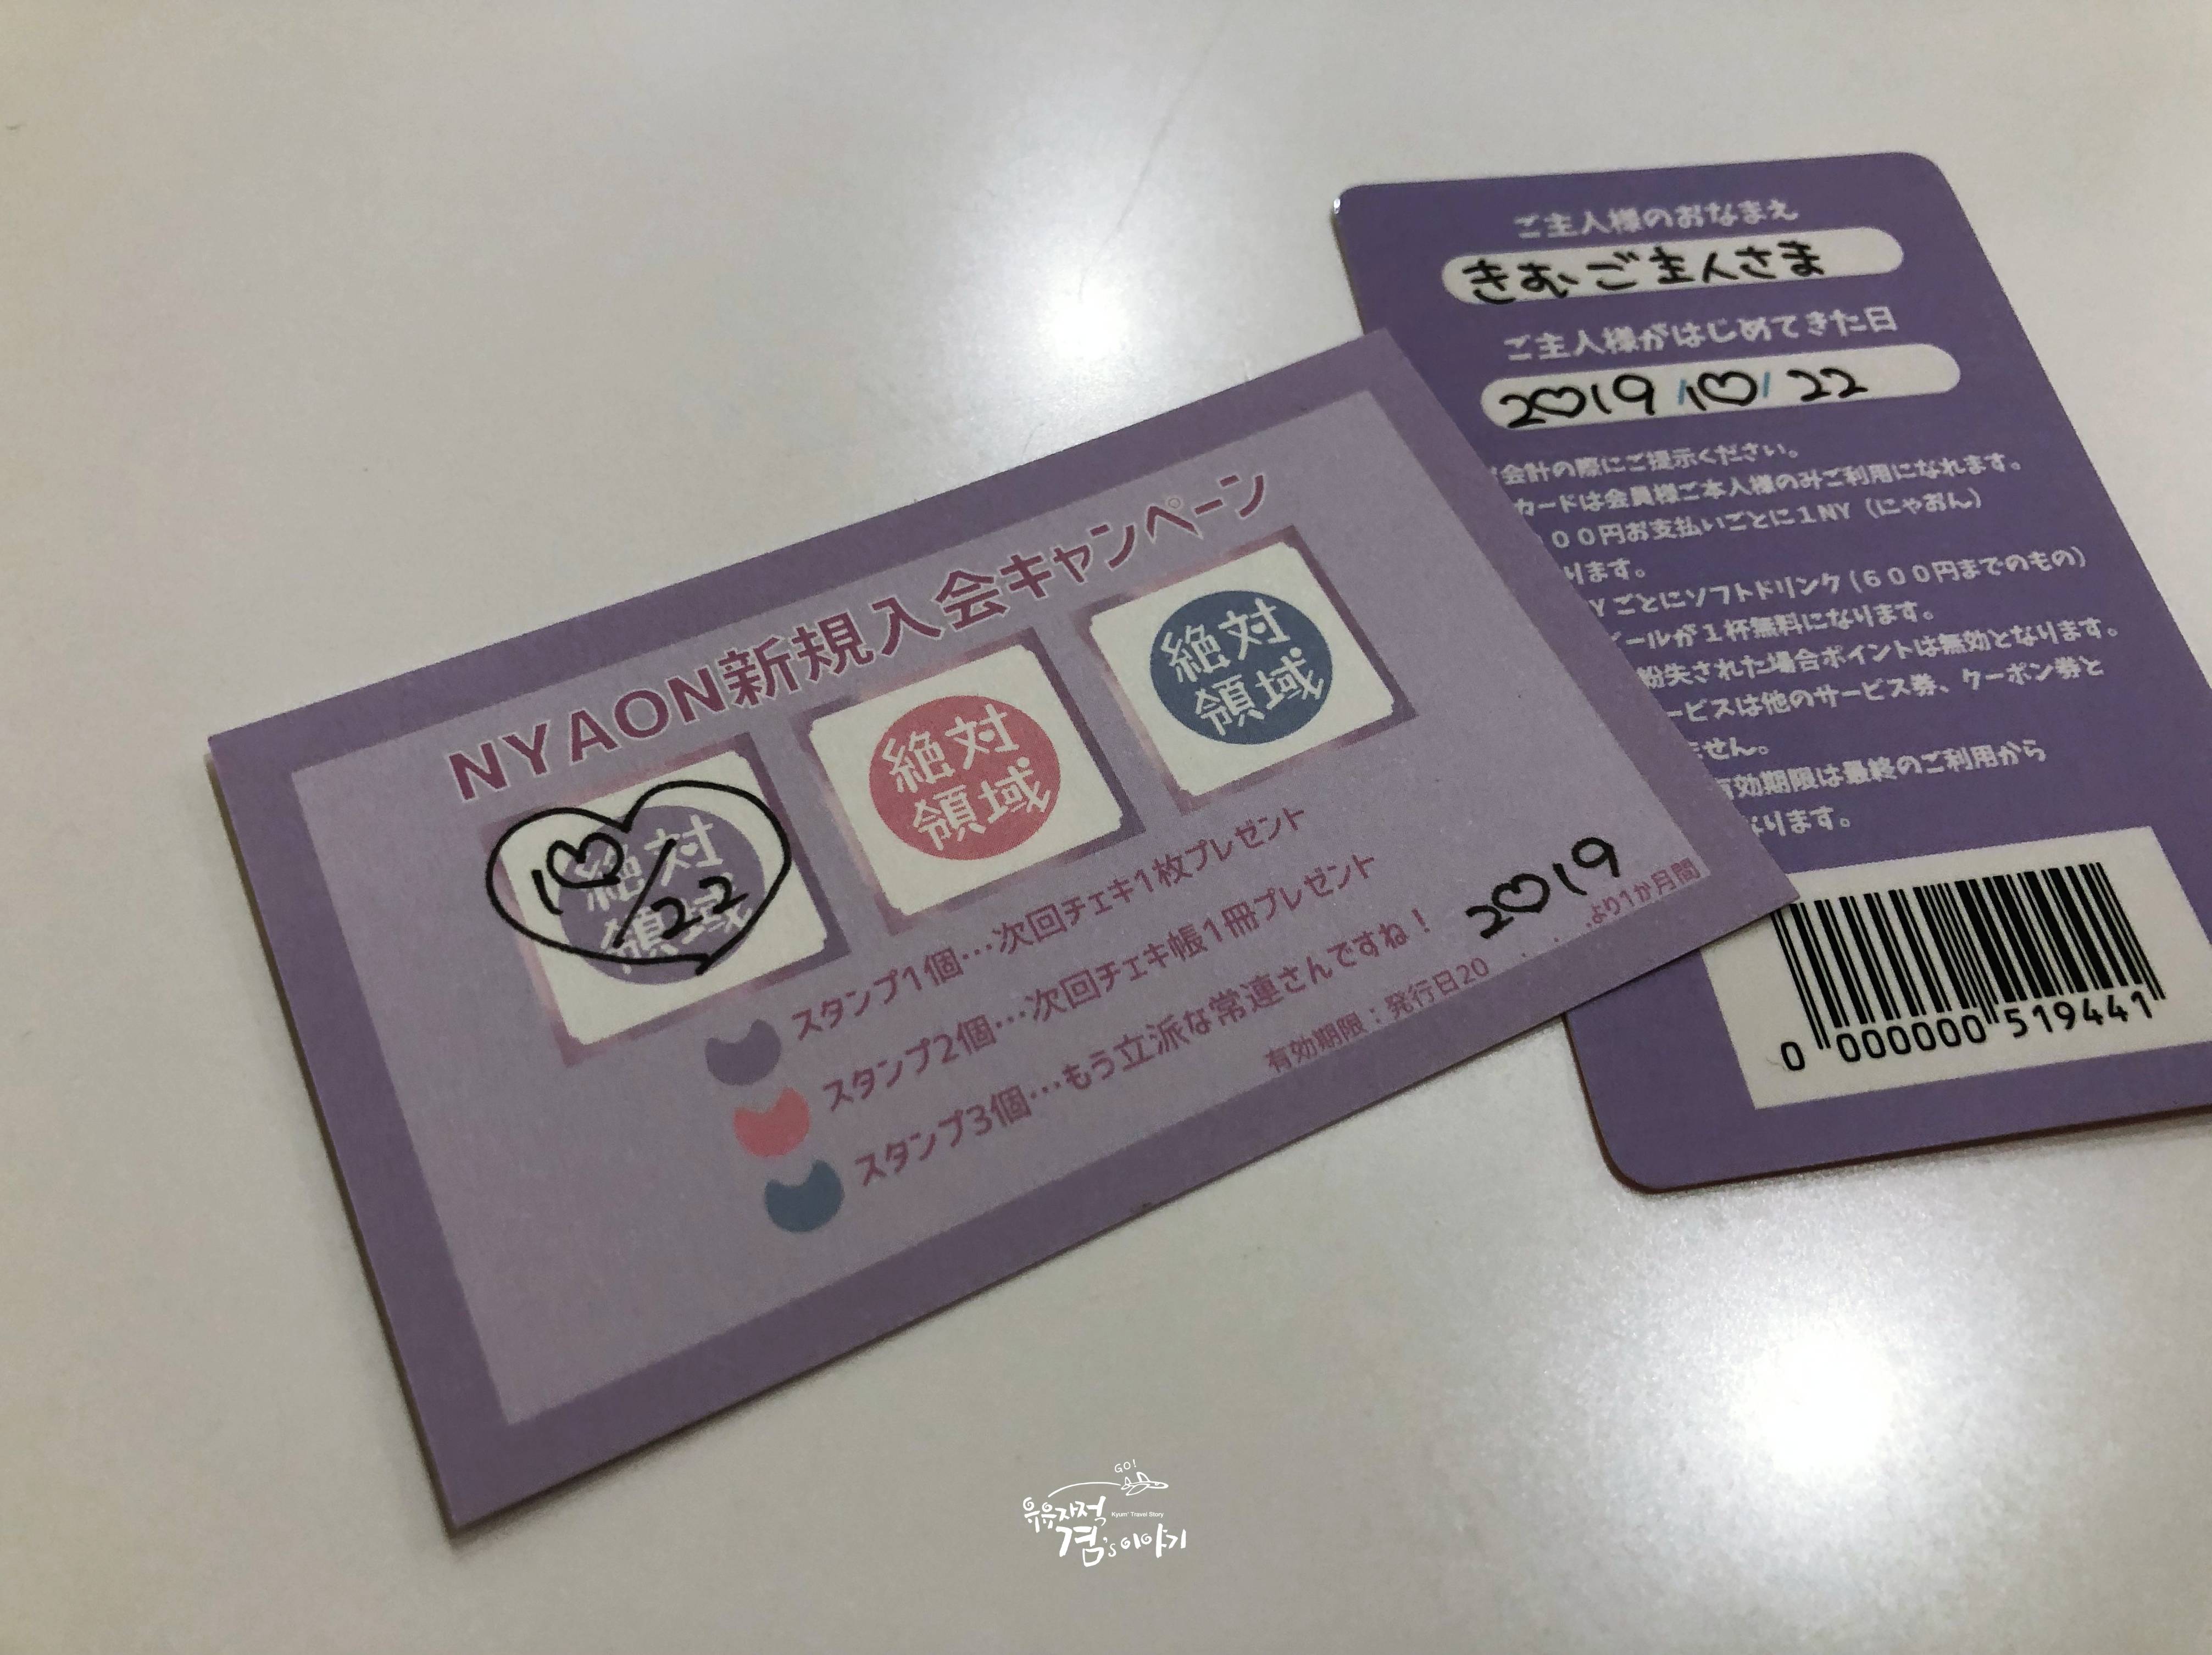 NYAON新規入会キャンペーン
絶対
領域
10/22
絶対
領域
絶対
領域
スタンプ1個…次回チェキ1枚プレゼント
スタンプ2個…次回チェキ帳1冊プレゼント
スタンプ3個…もう立派な常連さんですね！
2019
有効期限：発行日20 . . .より1か月間
ご主人様のおなまえ
きむご主人さま
ご主人様がはじめてきた日
2019/10/22
会計の際にご提示ください。
カードは会員様ご本人様のみご利用になれます。
００円お支払いごとに１NY（にゃおん）
ります。
Yごとにソフトドリンク（６００円までのもの）
ールが１杯無料になります。
紛失された場合ポイントは無効となります。
ービスは他のサービス券、クーポン券と
ません。
有効期限は最終のご利用から
なります。
0 000000 519441
GO!
유유자적
Kyum' Travel Story
겸's이야기